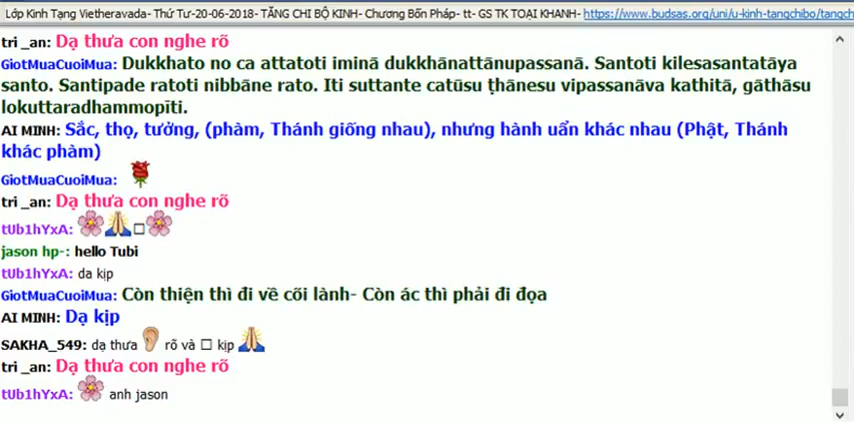 Lớp Kinh Tạng Vietheravada- Thứ Tư-20-06-2018- TĂNG CHI BỘ KINH- Chương Bốn Pháp- tt- GS TK TOẠI KHANH- https://www.budsas.org/uni/u-kinh-tangchibo/tangch
tri _an: Dạ thưa con nghe rõ
GiotMuaCuoiMua: Dukkhato no ca attatoti iminā dukkhānattānupassanā. Santoti kilesasantatāya
santo. Santipade ratoti nibbāne rato. Iti suttante catūsu ṭhānesu vipassanāva kathitā, gāthāsu
lokuttaradhammopīti.
AI MINH: Sắc, thọ, tưởng, (phàm, Thánh giống nhau), nhưng hành uẩn khác nhau (Phật, Thánh
khác phàm)
GiotMuaCuoiMua: 🌹
tri _an: Dạ thưa con nghe rõ
tUb1hYxA: 🌸🙏□🌸
jason hp-: hello Tubi
tUb1hYxA: da kịp
GiotMuaCuoiMua: Còn thiện thì đi về cõi lành- Còn ác thì phải đi đọa
AI MINH: Dạ kịp
SAKHA_549: dạ thưa 👂 rõ và □ kịp 🙏
tri _an: Dạ thưa con nghe rõ
tUb1hYxA: 🌸 anh jason